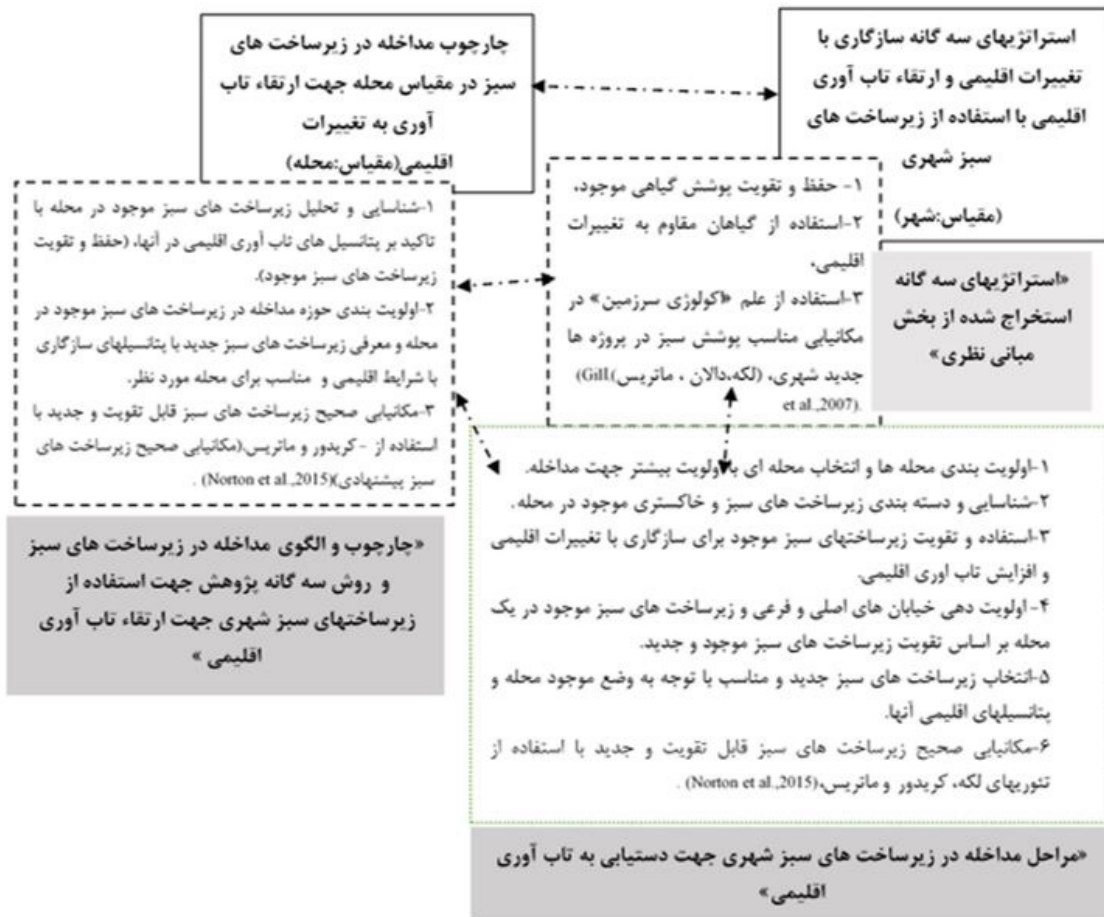 استراتژیهای سه گانه سازگاری با
تغییرات اقلیمی و ارتقاء تاب آوری
اقلیمی با استفاده از زیرساخت های
سبز شهری
(مقیاس:شهر)
چارچوب مداخله در زیرساخت های
سبز در مقیاس محله جهت ارتقاء تاب
آوری به تغییرات
اقلیمی(مقیاس:محله)
۱- حفظ و تقویت پوشش گیاهی موجود،
۲-استفاده از گیاهان مقاوم به تغییرات
اقلیمی،
۳-استفاده از علم «اکولوژی سرزمین» در
مکانیابی مناسب پوشش سبز در پروژه ها
جدید شهری، (لکه،دالان ، ماتریس).(Gill
et al.,2007).
«استراتژیهای سه گانه
استخراج شده از بخش
مبانی نظری»
۱-شناسایی و تحلیل زیرساخت های سبز موجود در محله با
تاکید بر پتانسیل های تاب آوری اقلیمی در آنها، (حفظ و تقویت
زیرساخت های سبز موجود).
۲-اولویت بندی حوزه مداخله در زیرساخت های سبز موجود در
محله و معرفی زیرساخت های سبز جدید با پتانسیلهای سازگاری
با شرایط اقلیمی و مناسب برای محله مورد نظر.
۳-مکانیابی صحیح زیرساخت های سبز قابل تقویت و جدید با
استفاده از - کریدور و ماتریس.(مکانیابی صحیح زیرساخت های
سبز پیشنهادی)(Norton et al.,2015) .
«چارچوب و الگوی مداخله در زیرساخت های سبز
و روش سه گانه پژوهش جهت استفاده از
زیرساختهای سبز شهری جهت ارتقاء تاب آوری
اقلیمی »
۱-اولویت بندی محله ها و انتخاب محله ای با اولویت بیشتر جهت مداخله.
۲-شناسایی و دسته بندی زیرساخت های سبز و خاکستری موجود در محله.
۳-استفاده و تقویت زیرساختهای سبز موجود برای سازگاری با تغییرات اقلیمی
و افزایش تاب اوری اقلیمی.
۴- اولویت دهی خیابان های اصلی و فرعی و زیرساخت های سبز موجود در یک
محله بر اساس تقویت زیرساخت های سبز موجود و جدید.
۵-انتخاب زیرساخت های سبز جدید و مناسب با توجه به وضع موجود محله و
پتانسیلهای اقلیمی آنها.
۶-مکانیابی صحیح زیرساخت های سبز قابل تقویت و جدید با استفاده از
تئوریهای لکه، کریدور و ماتریس،(Norton et al.,2015) .
«مراحل مداخله در زیرساخت های سبز شهری جهت دستیابی به تاب آوری
اقلیمی»